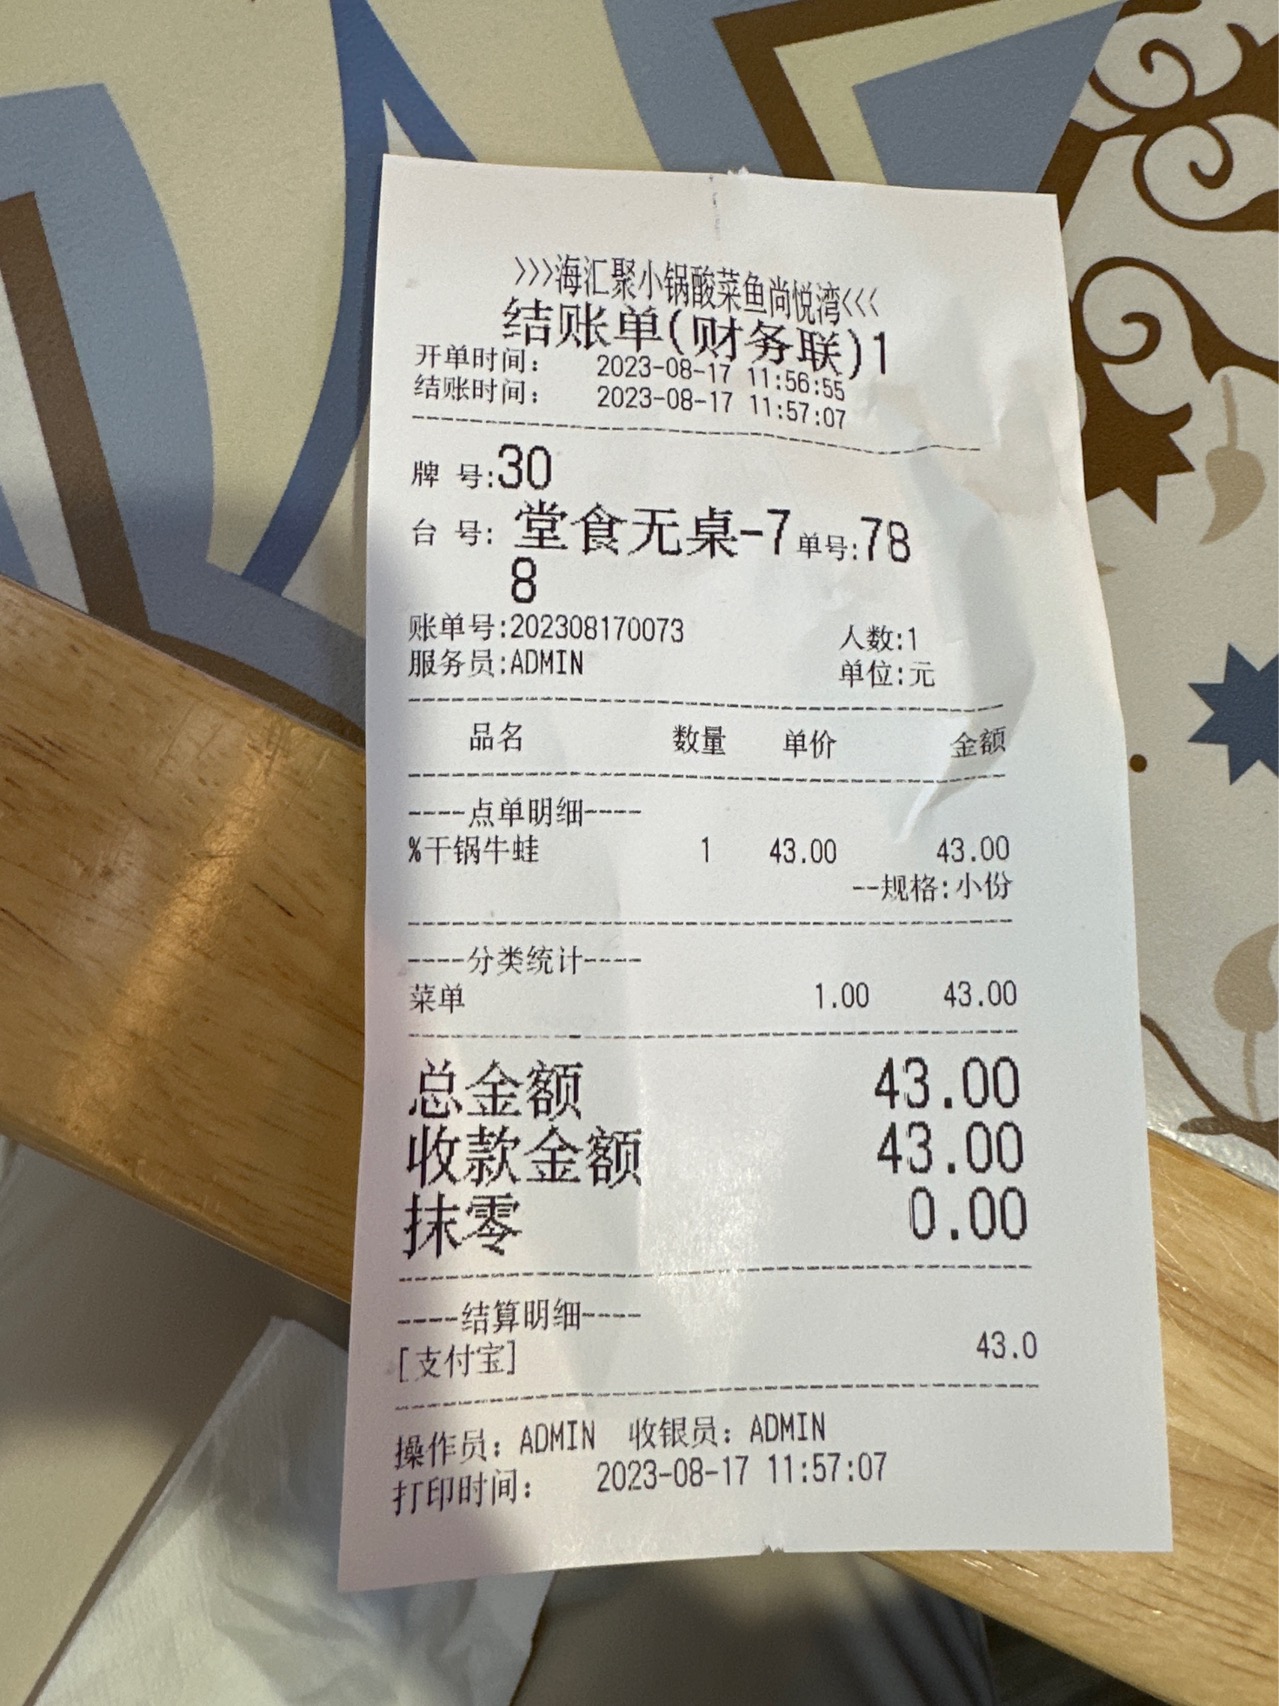 >>>海汇聚小锅酸菜鱼尚悦湾<<<
结账单(财务联)1
开单时间： 2023-08-17 11:56:55
结账时间： 2023-08-17 11:57:07
牌 号:30
台 号: 堂食无桌-7 单号:78
8
账单号:202308170073 人数:1
服务员:ADMIN 单位:元
品名 数量 单价 金额
----点单明细----
%干锅牛蛙 1 43.00 43.00
--规格:小份
----分类统计----
菜单 1.00 43.00
总金额 43.00
收款金额 43.00
抹零 0.00
----结算明细----
[支付宝] 43.0
操作员: ADMIN 收银员: ADMIN
打印时间： 2023-08-17 11:57:07